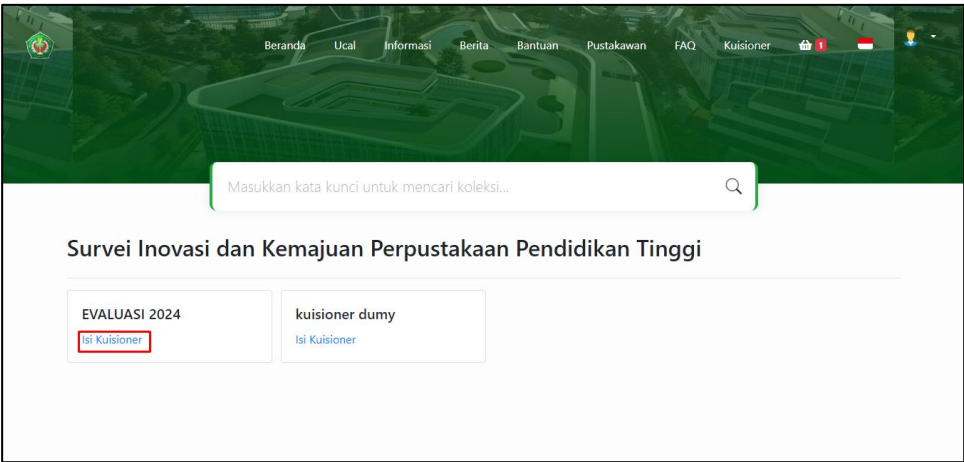 Beranda Ucal Informasi Berita Bantuan Pustakawan FAQ Kuisioner 1
Masukkan kata kunci untuk mencari koleksi...
Survei Inovasi dan Kemajuan Perpustakaan Pendidikan Tinggi
EVALUASI 2024
Isi Kuisioner
kuisioner dumy
Isi Kuisioner